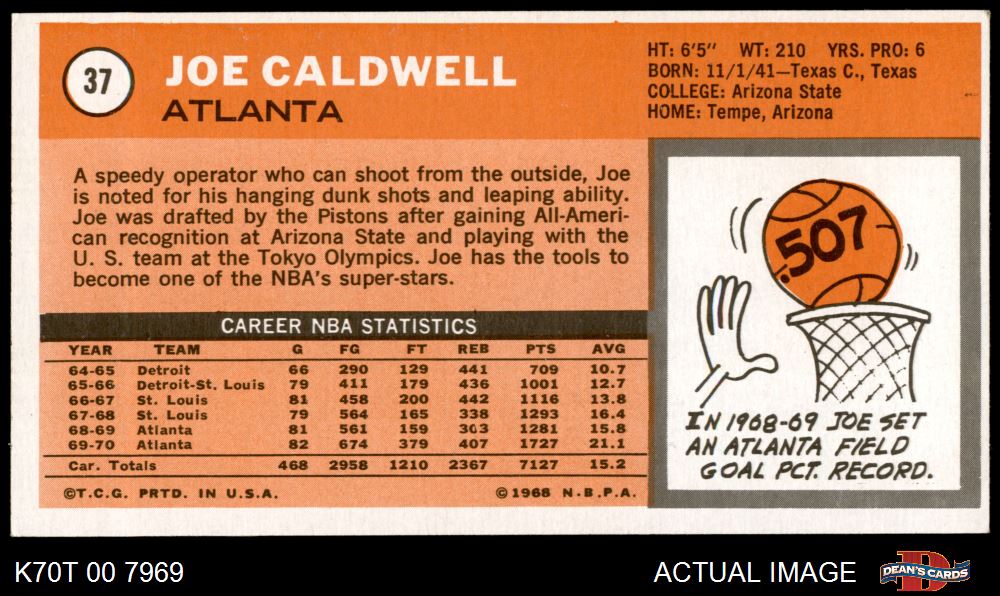 37
JOE CALDWELL
ATLANTA
HT: 6'5" WT: 210 YRS. PRO: 6
BORN: 11/1/41—Texas C., Texas
COLLEGE: Arizona State
HOME: Tempe, Arizona
A speedy operator who can shoot from the outside, Joe
is noted for his hanging dunk shots and leaping ability.
Joe was drafted by the Pistons after gaining All-Ameri-
can recognition at Arizona State and playing with the
U. S. team at the Tokyo Olympics. Joe has the tools to
become one of the NBA's super-stars.
CAREER NBA STATISTICS
YEAR TEAM G FG FT REB PTS AVG
64-65 Detroit 66 290 129 441 709 10.7
65-66 Detroit-St. Louis 79 411 179 436 1001 12.7
66-67 St. Louis 81 458 200 442 1116 13.8
67-68 St. Louis 79 564 165 338 1293 16.4
68-69 Atlanta 81 561 159 303 1281 15.8
69-70 Atlanta 82 674 379 407 1727 21.1
Car. Totals 468 2958 1210 2367 7127 15.2
©T.C.G. PRTD. IN U.S.A. ©1968 N.B.P.A.
.507
IN 1968-69 JOE SET
AN ATLANTA FIELD
GOAL PCT. RECORD.
K70T 00 7969
ACTUAL IMAGE
D
DEAN'S CARDS